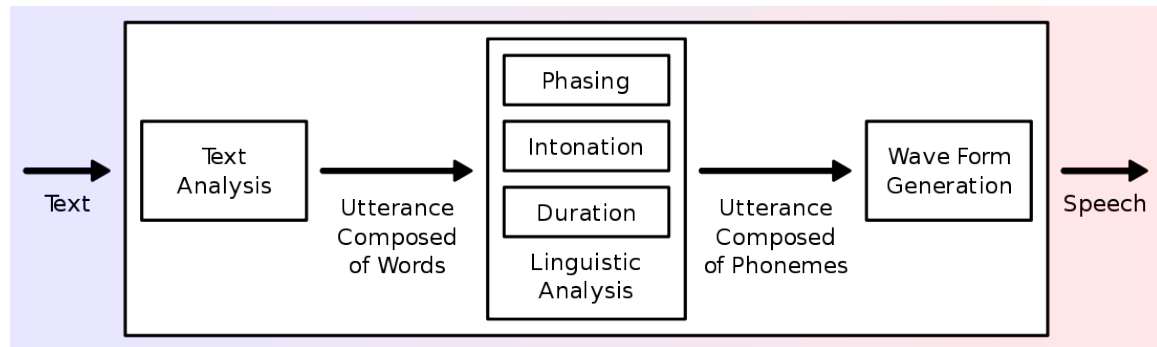 Text
Text
Analysis
Utterance
Composed
of Words
Phasing
Intonation
Duration
Linguistic
Analysis
Utterance
Composed
of Phonemes
Wave Form
Generation
Speech